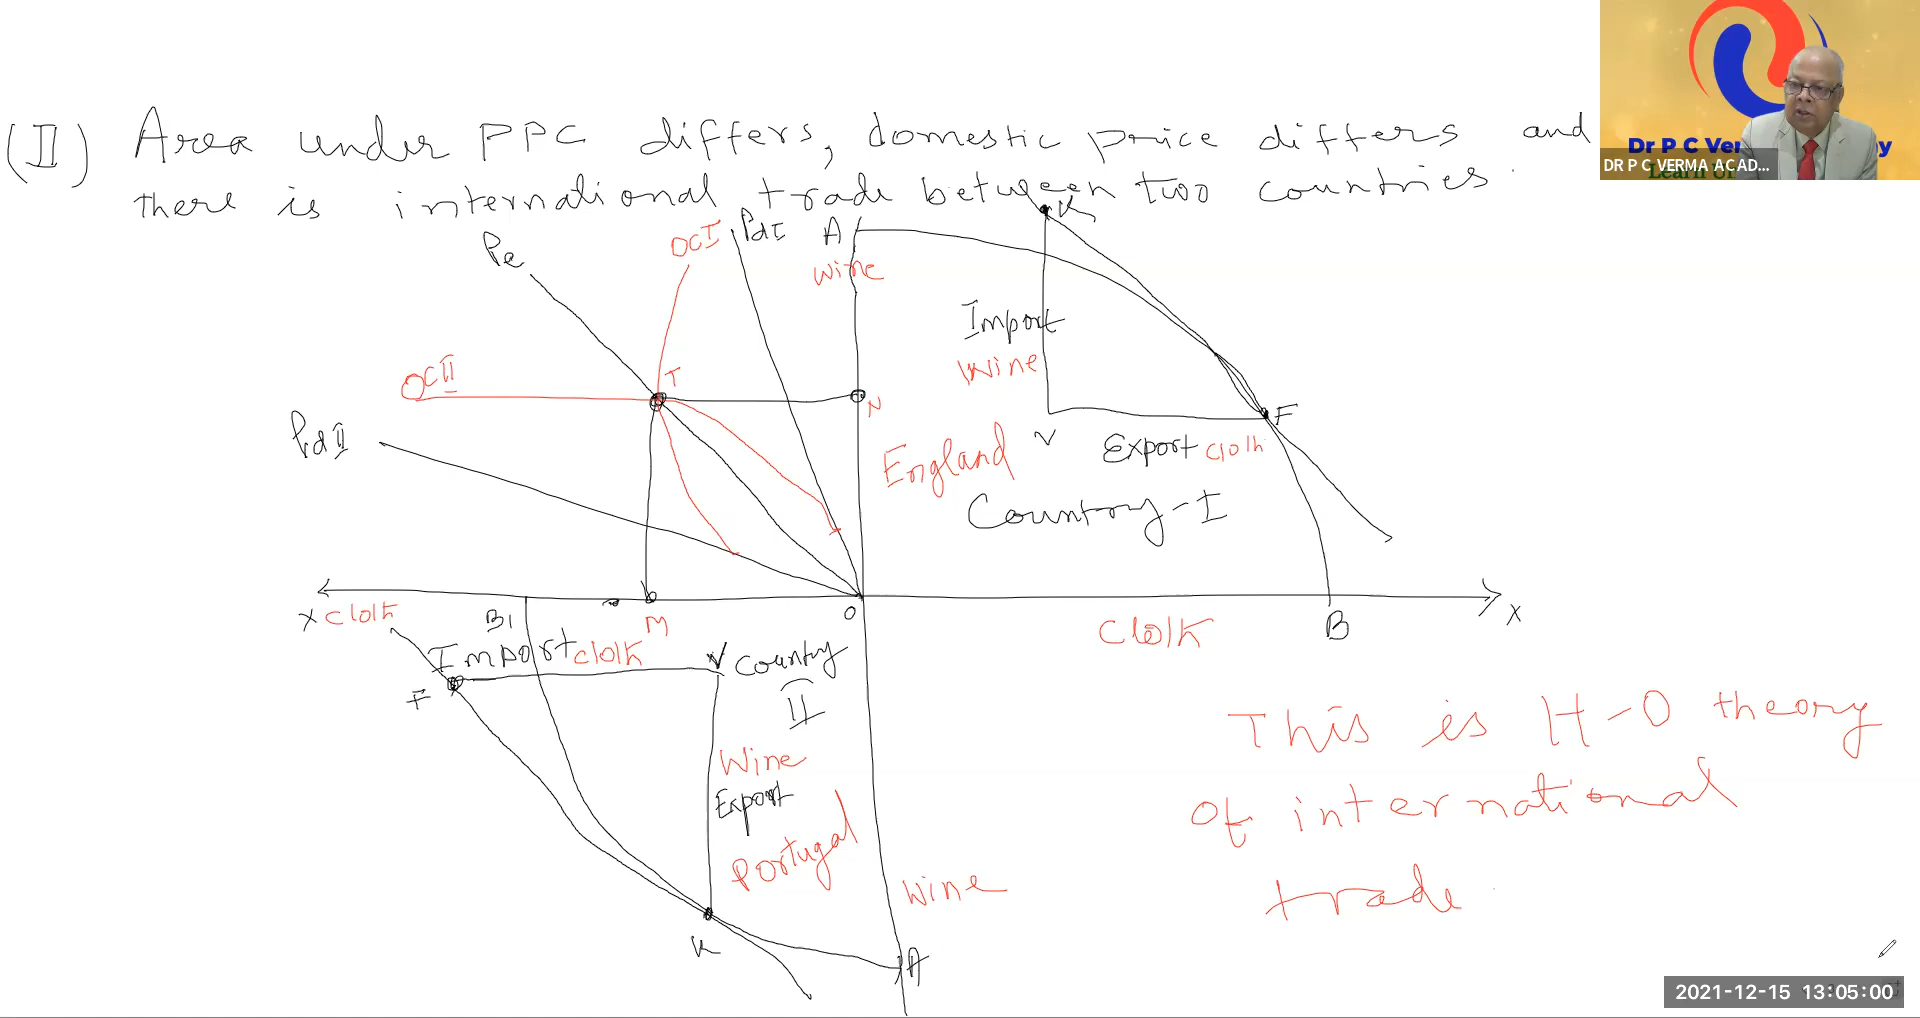 (II) Area under PPC differs, domestic price differs and
there is international trade between two countries.
Dr P C Ver
y
DR P C VERMA ACAD...
Learn Or
Pe
OCI
PdI
A
Wine
K
Import
Wine
OCII
T
N
F
PdII
England
V
Export Cloth
Country-I
X Cloth
B1
M
O
Cloth
B
X
Import Cloth
V
Country
II
F
Wine
Export
Portugal
Wine
K
A
This is H-O theory
of international
trade
2021-12-15 13:05:00